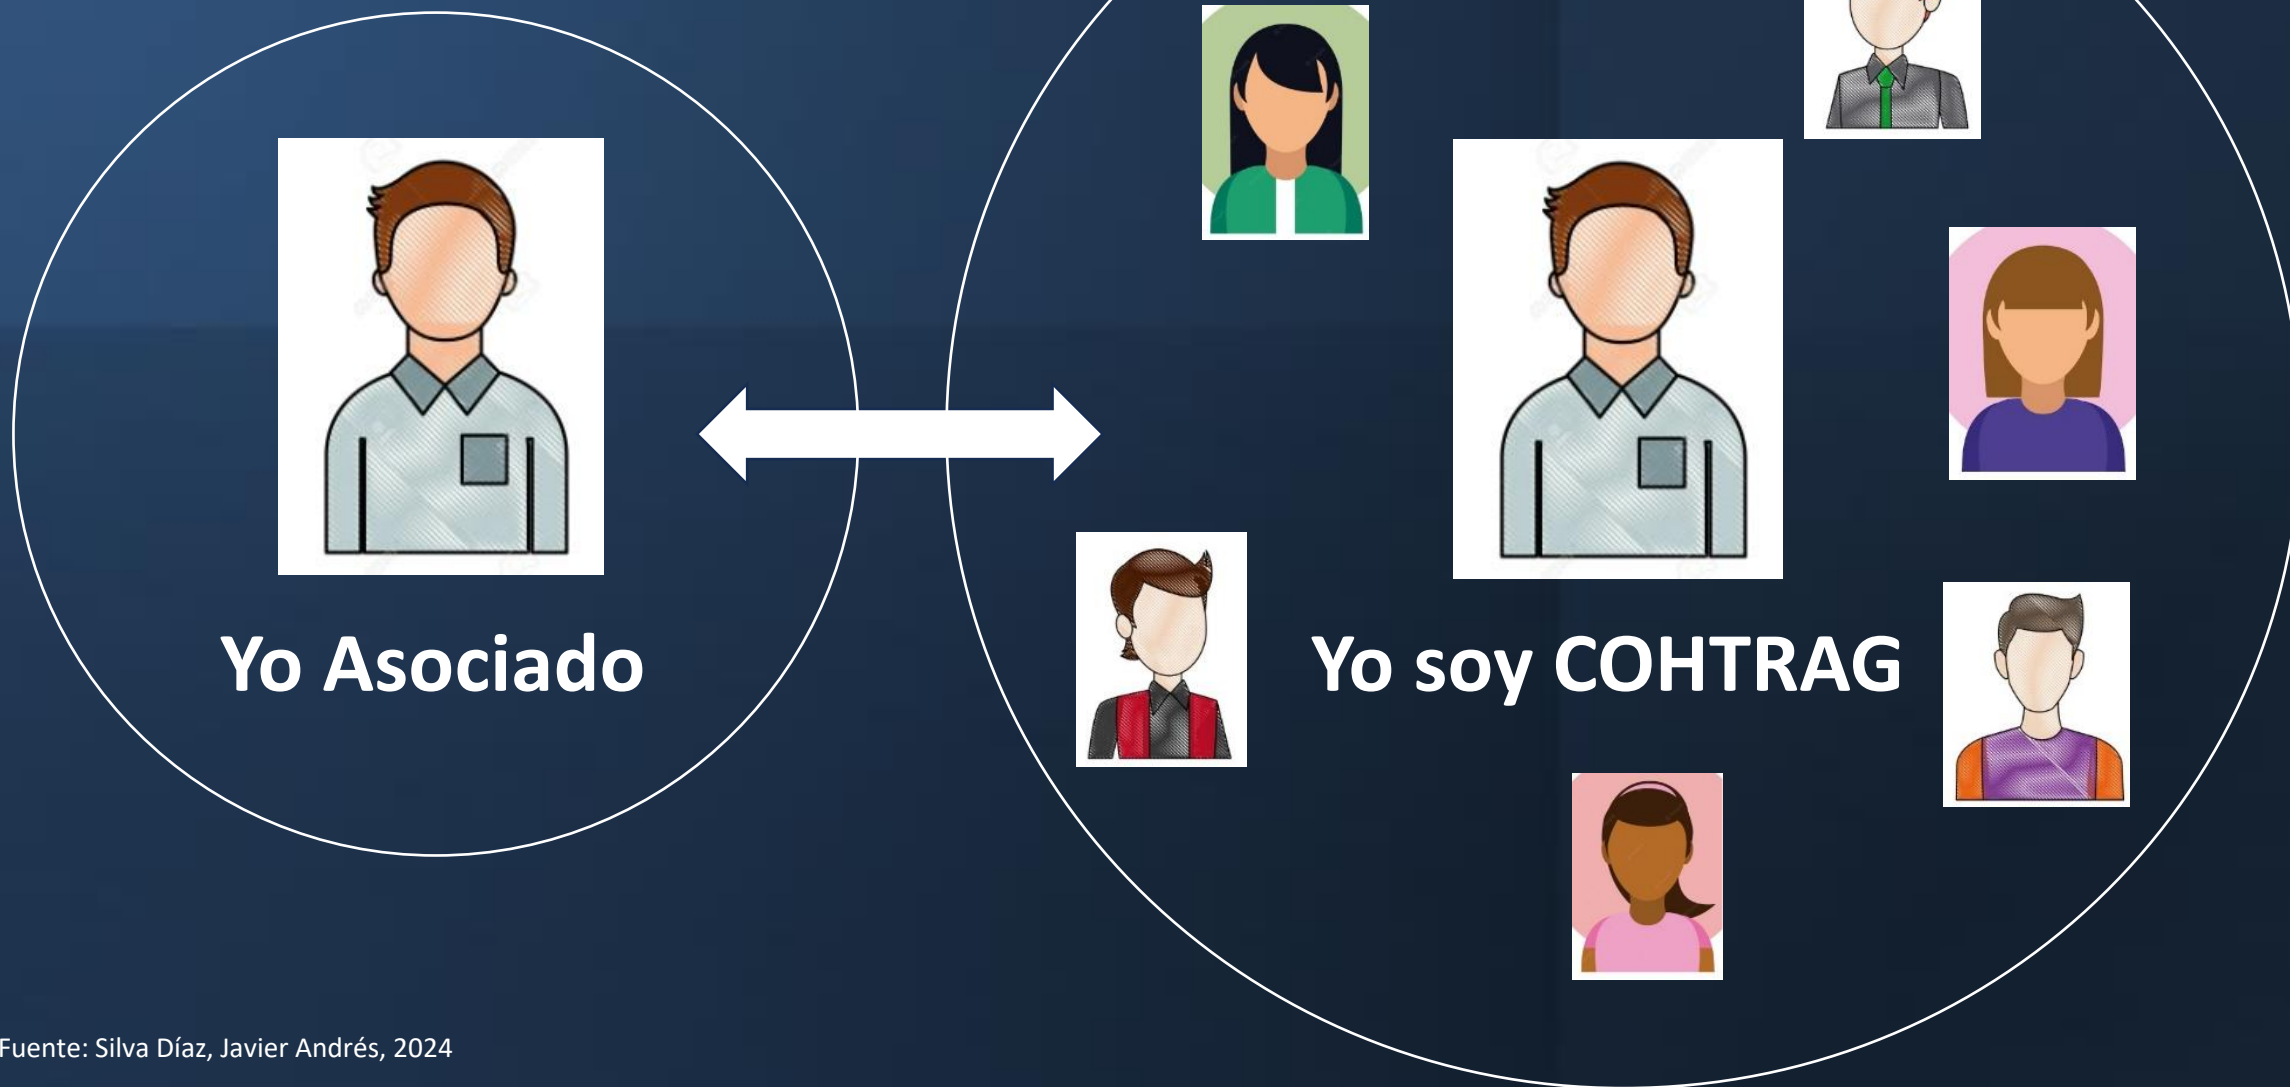 Yo Asociado
Yo soy COHTRAG
Fuente: Silva Díaz, Javier Andrés, 2024